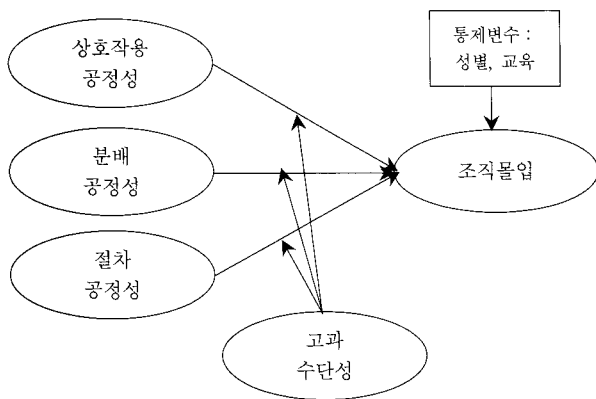 상호작용
공정성
통제변수 :
성별, 교육
분배
공정성
조직몰입
절차
공정성
고과
수단성